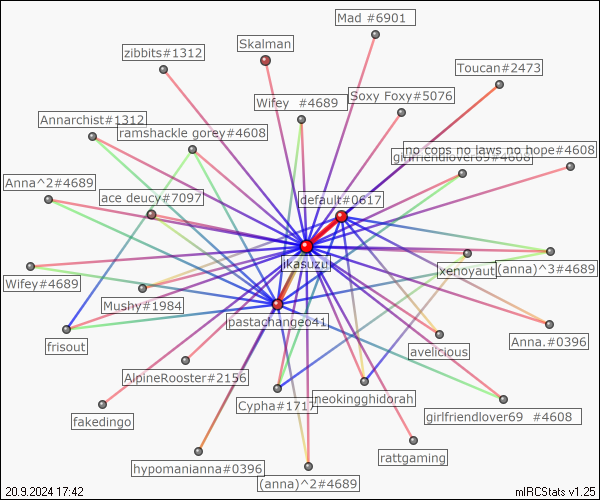 Mad #6901
Skalman
zibbits#1312
Toucan#2473
Soxy Foxy#5076
Wifey  #4689
Annarchist#1312
ramshackle gorey#4608
no cops no laws no hope#4608
girlfriendlover69#4608
Anna^2#4689
ace deucy#7097
default#0617
ikasuzu
xenoyaut
(anna)^3#4689
Wifey#4689
Mushy#1984
pastachangeo41
frisout
avelicious
Anna.#0396
AlpineRooster#2156
Cypha#1717
neokingghidorah
fakedingo
girlfriendlover69  #4608
rattgaming
hypomanianna#0396
(anna)^2#4689
20.9.2024 17:42
mIRCStats v1.25